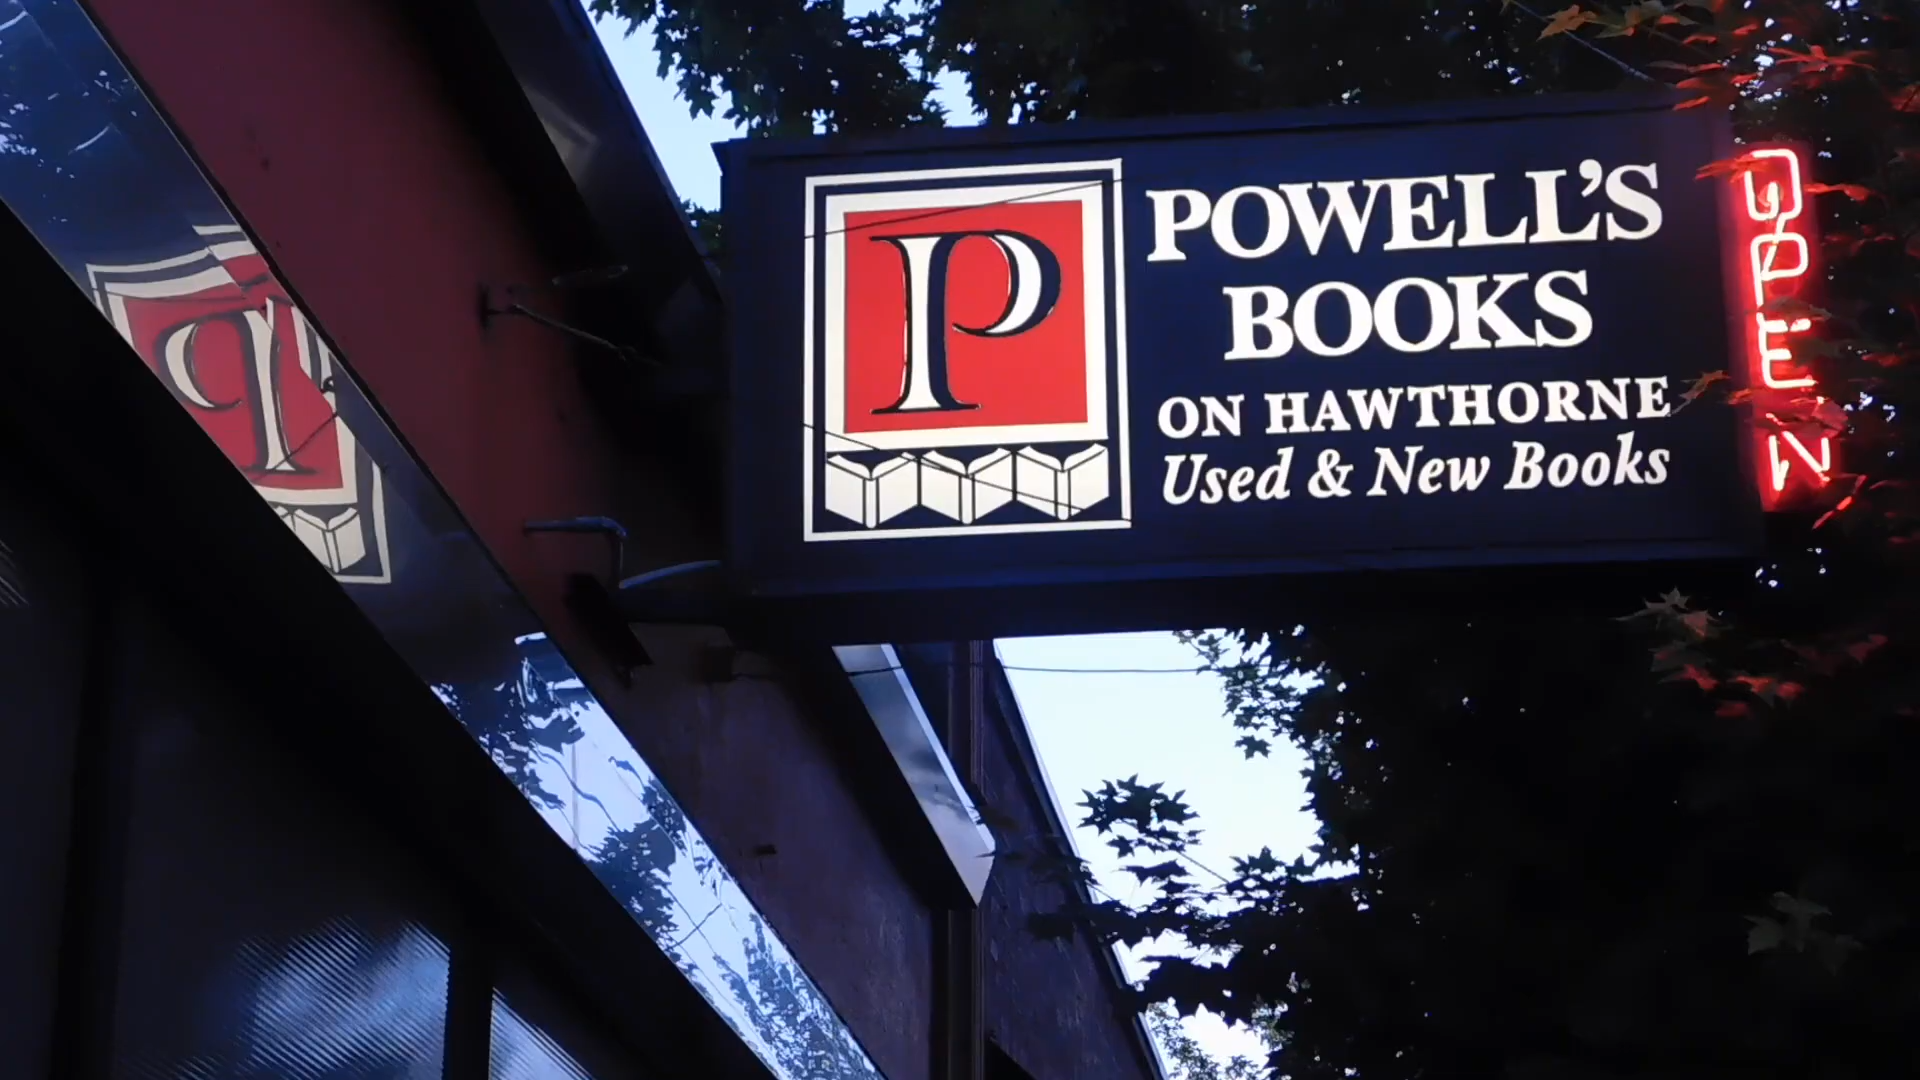 P
POWELL'S
BOOKS
ON HAWTHORNE
Used & New Books
OPEN
P